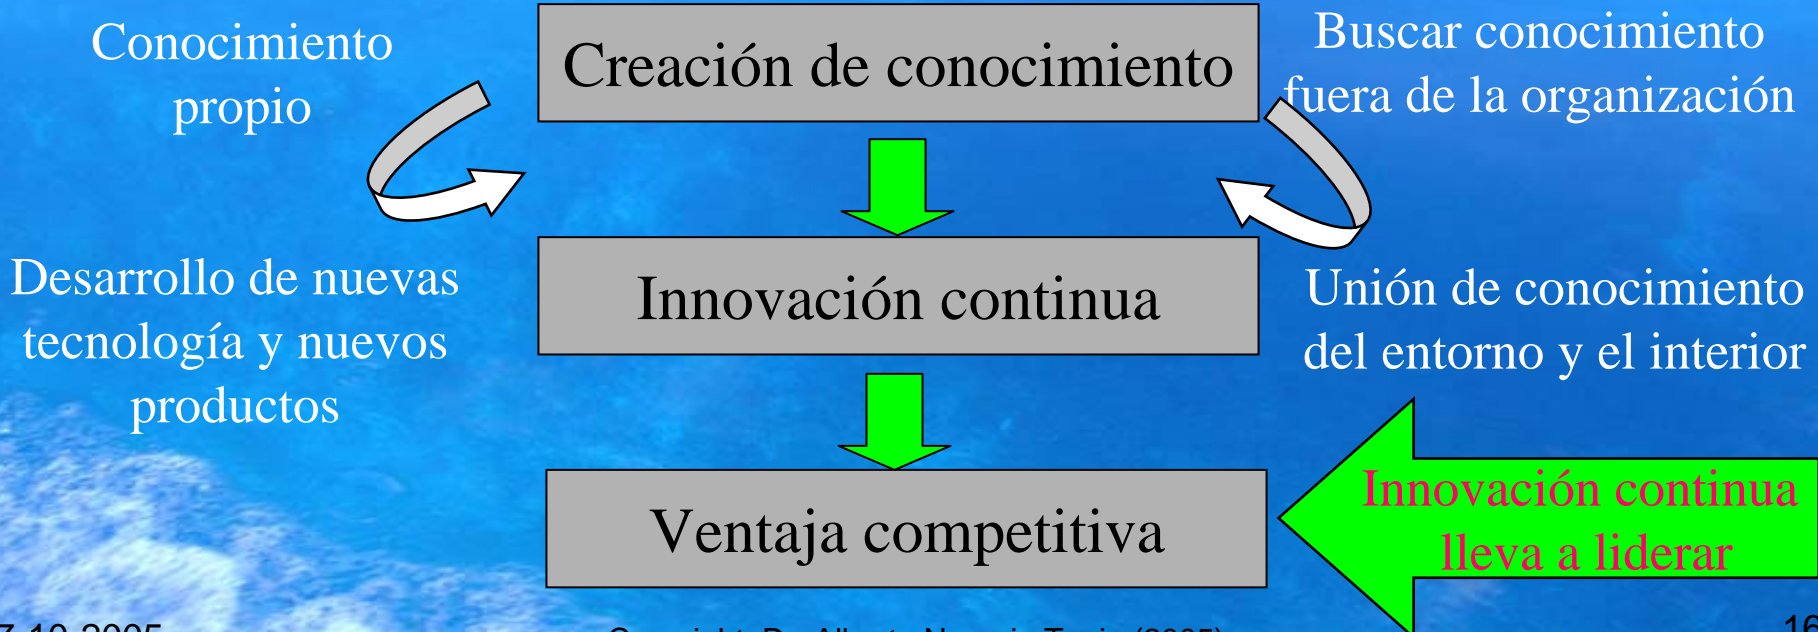 Conocimiento
propio
Creación de conocimiento
Buscar conocimiento
fuera de la organización
Desarrollo de nuevas
tecnología y nuevos
productos
Innovación continua
Unión de conocimiento
del entorno y el interior
Ventaja competitiva
Innovación continua
lleva a liderar